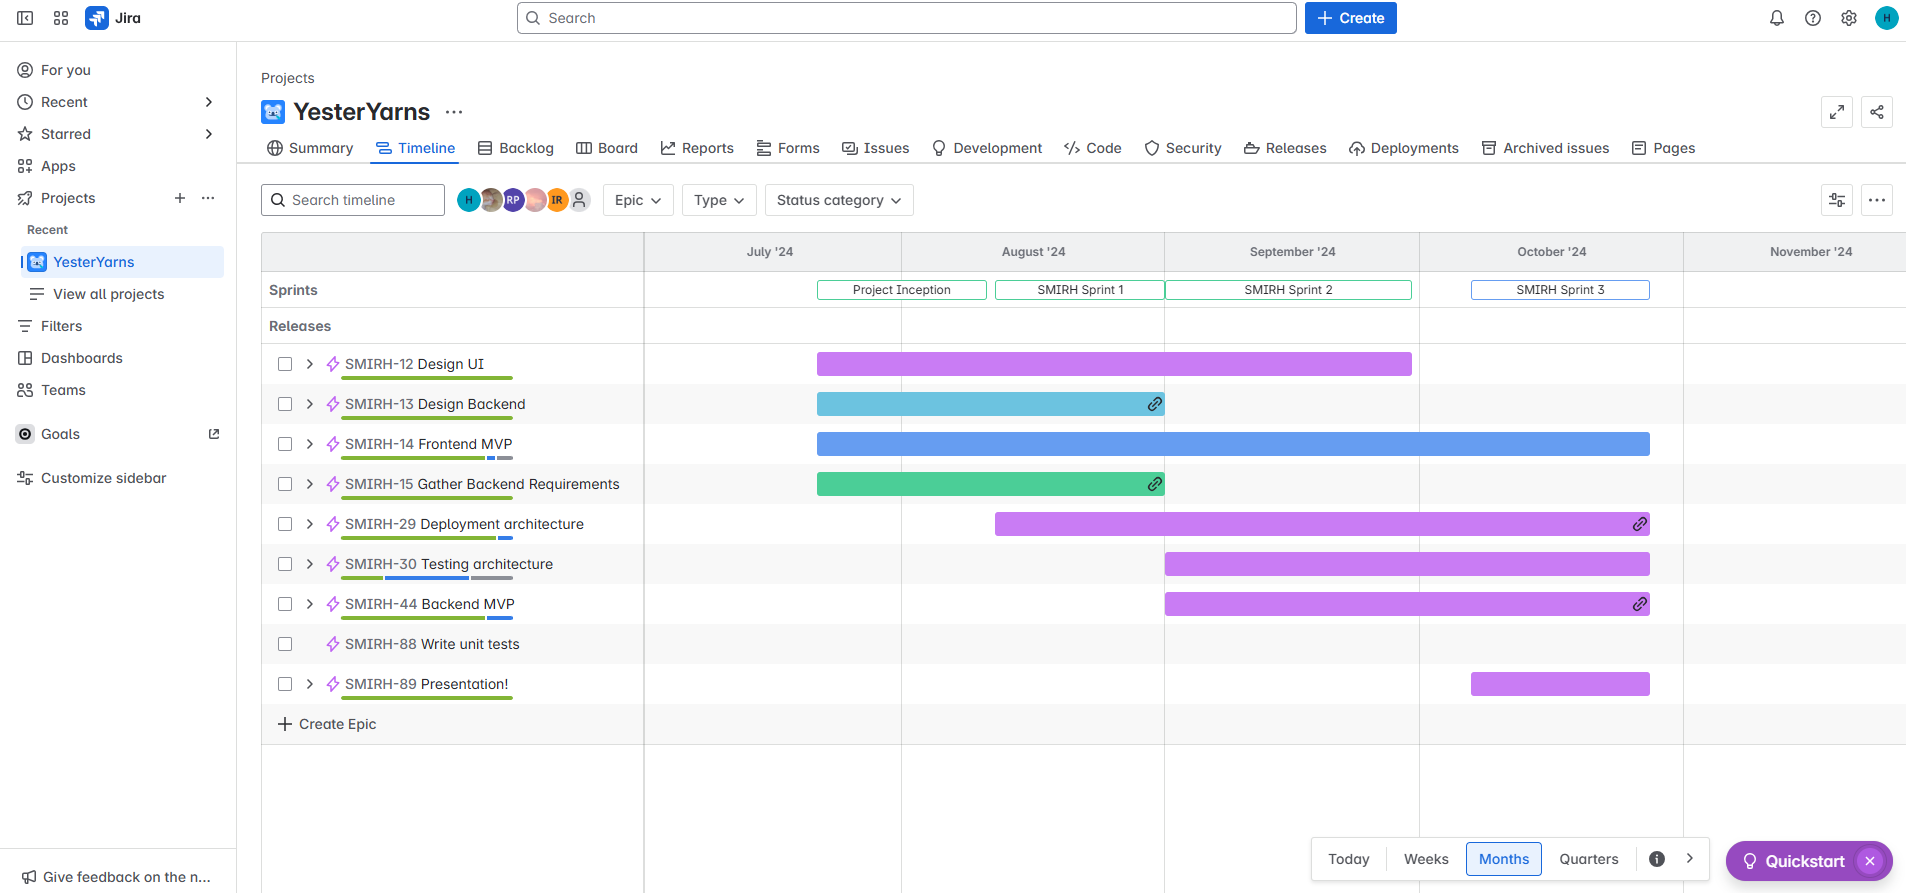 Jira
Search
Create
H
For you
Recent
Starred
Apps
Projects
Recent
YesterYarns
View all projects
Filters
Dashboards
Teams
Goals
Customize sidebar
Give feedback on the n...
Projects
YesterYarns
Summary Timeline Backlog Board Reports Forms Issues Development Code Security Releases Deployments Archived issues Pages
Search timeline H RP IR Epic Type Status category
July '24 August '24 September '24 October '24 November '24
Sprints Project Inception SMIRH Sprint 1 SMIRH Sprint 2 SMIRH Sprint 3
Releases
SMIRH-12 Design UI
SMIRH-13 Design Backend
SMIRH-14 Frontend MVP
SMIRH-15 Gather Backend Requirements
SMIRH-29 Deployment architecture
SMIRH-30 Testing architecture
SMIRH-44 Backend MVP
SMIRH-88 Write unit tests
SMIRH-89 Presentation!
Create Epic
Today Weeks Months Quarters
Quickstart